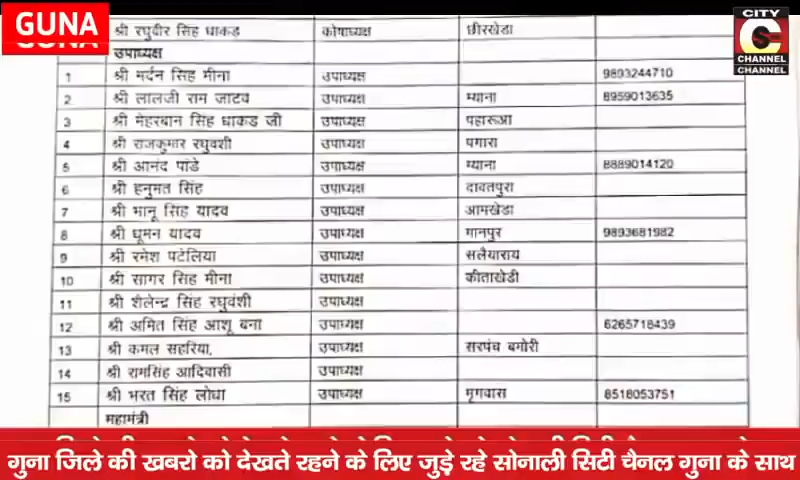 GUNA
CITY
CHANNEL
CHANNEL
श्री रघुवीर सिंह धाकड कोषाध्यक्ष छीरखेडा
उपाध्यक्ष
1 श्री मर्दन सिंह मीना उपाध्यक्ष 9893244710
2 श्री लालजी राम जाटव उपाध्यक्ष म्याना 8959013635
3 श्री मेहरबान सिंह धाकड जी उपाध्यक्ष पहारूआ
4 श्री राजकुमार रघुवशी उपाध्यक्ष पगारा
5 श्री आनंद पांडे उपाध्यक्ष म्याना 8889014120
6 श्री हनुमत सिंह उपाध्यक्ष दावतपुरा
7 श्री भानू सिंह यादव उपाध्यक्ष आमखेडा
8 श्री धूमन यादव उपाध्यक्ष मानपुर 9893681982
9 श्री रमेश पटेलिया उपाध्यक्ष सलैयाराय
10 श्री सागर सिंह मीना उपाध्यक्ष कीताखेडी
11 श्री शैलेन्द्र सिंह रघुवंशी उपाध्यक्ष
12 श्री अमित सिंह आशू बना उपाध्यक्ष 6265718439
13 श्री कमल सहरिया, उपाध्यक्ष सरपंच बगोरी
14 श्री रामसिंह आदिवासी उपाध्यक्ष
15 श्री भरत सिंह लोधा उपाध्यक्ष मृगवास 8518053751
महामंत्री
गुना जिले की खबरो को देखते रहने के लिए जुड़े रहे सोनाली सिटी चैनल गुना के साथ